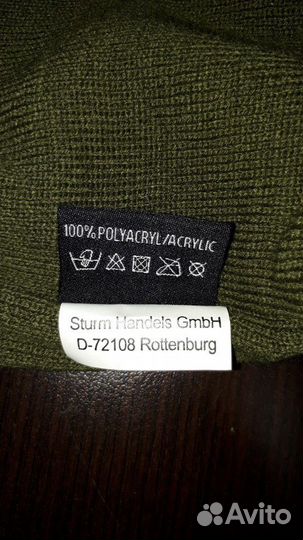 100% POLYACRYL/ACRYLIC
Sturm Handels GmbH
D-72108 Rottenburg
Avito